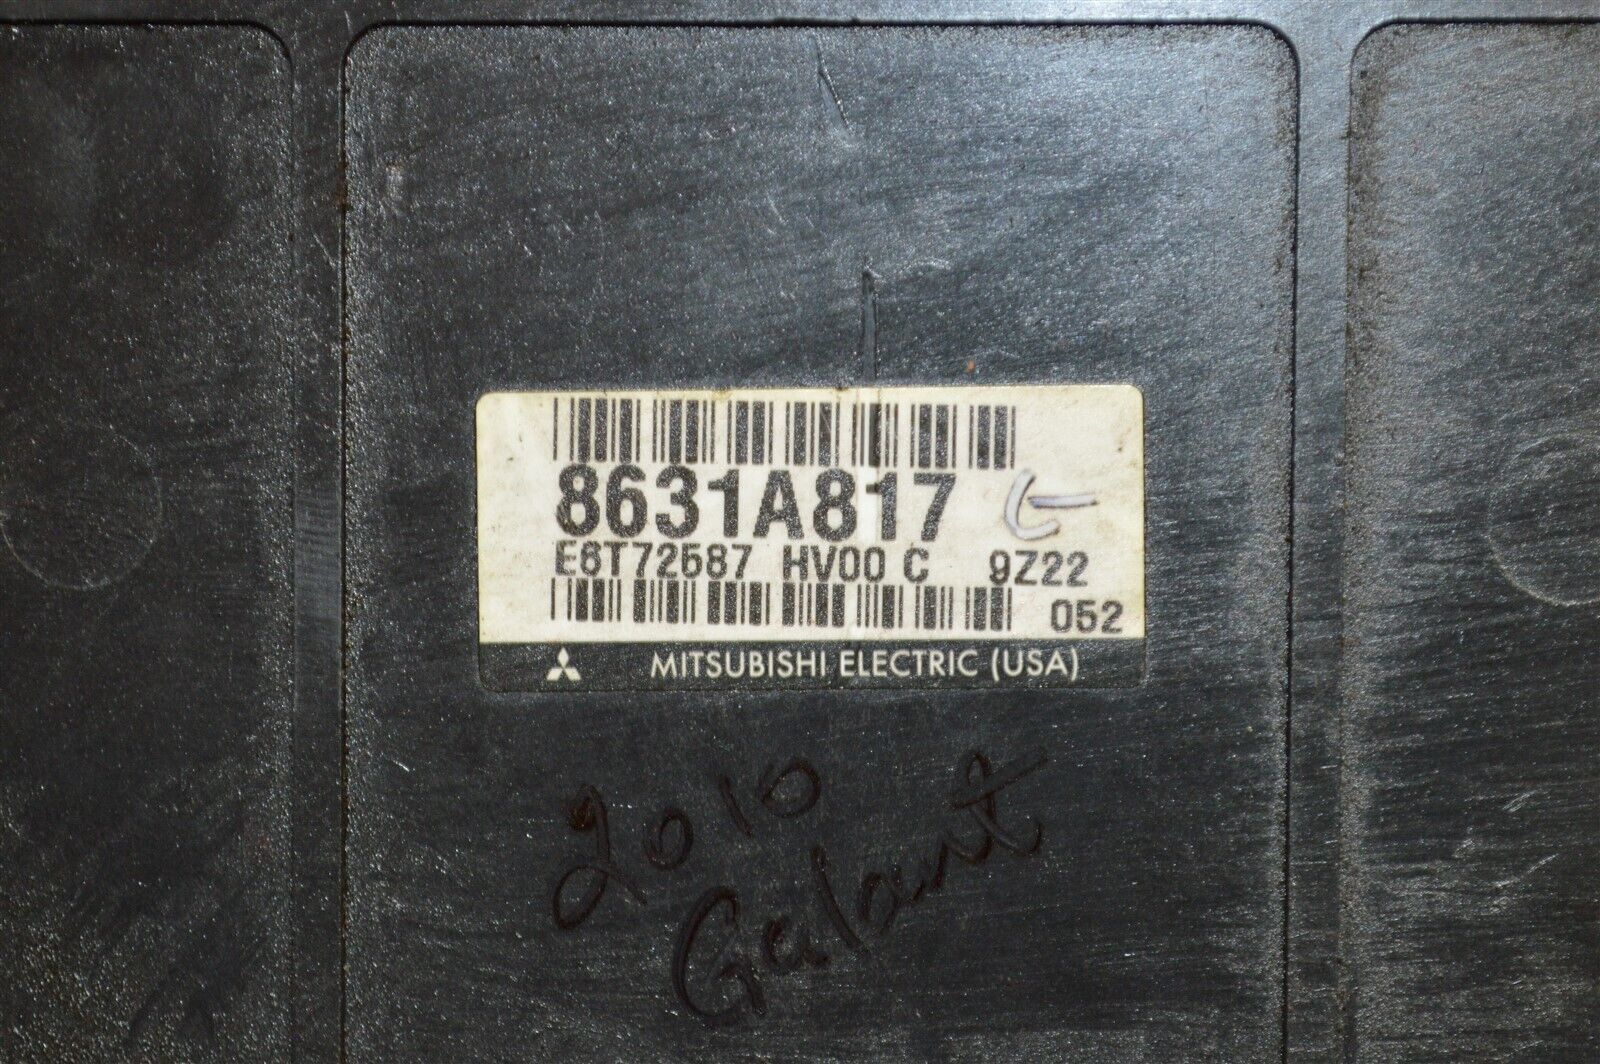 8631A817
E6T72587 HV00 C 9Z22
052
MITSUBISHI ELECTRIC (USA)
2010
Galant